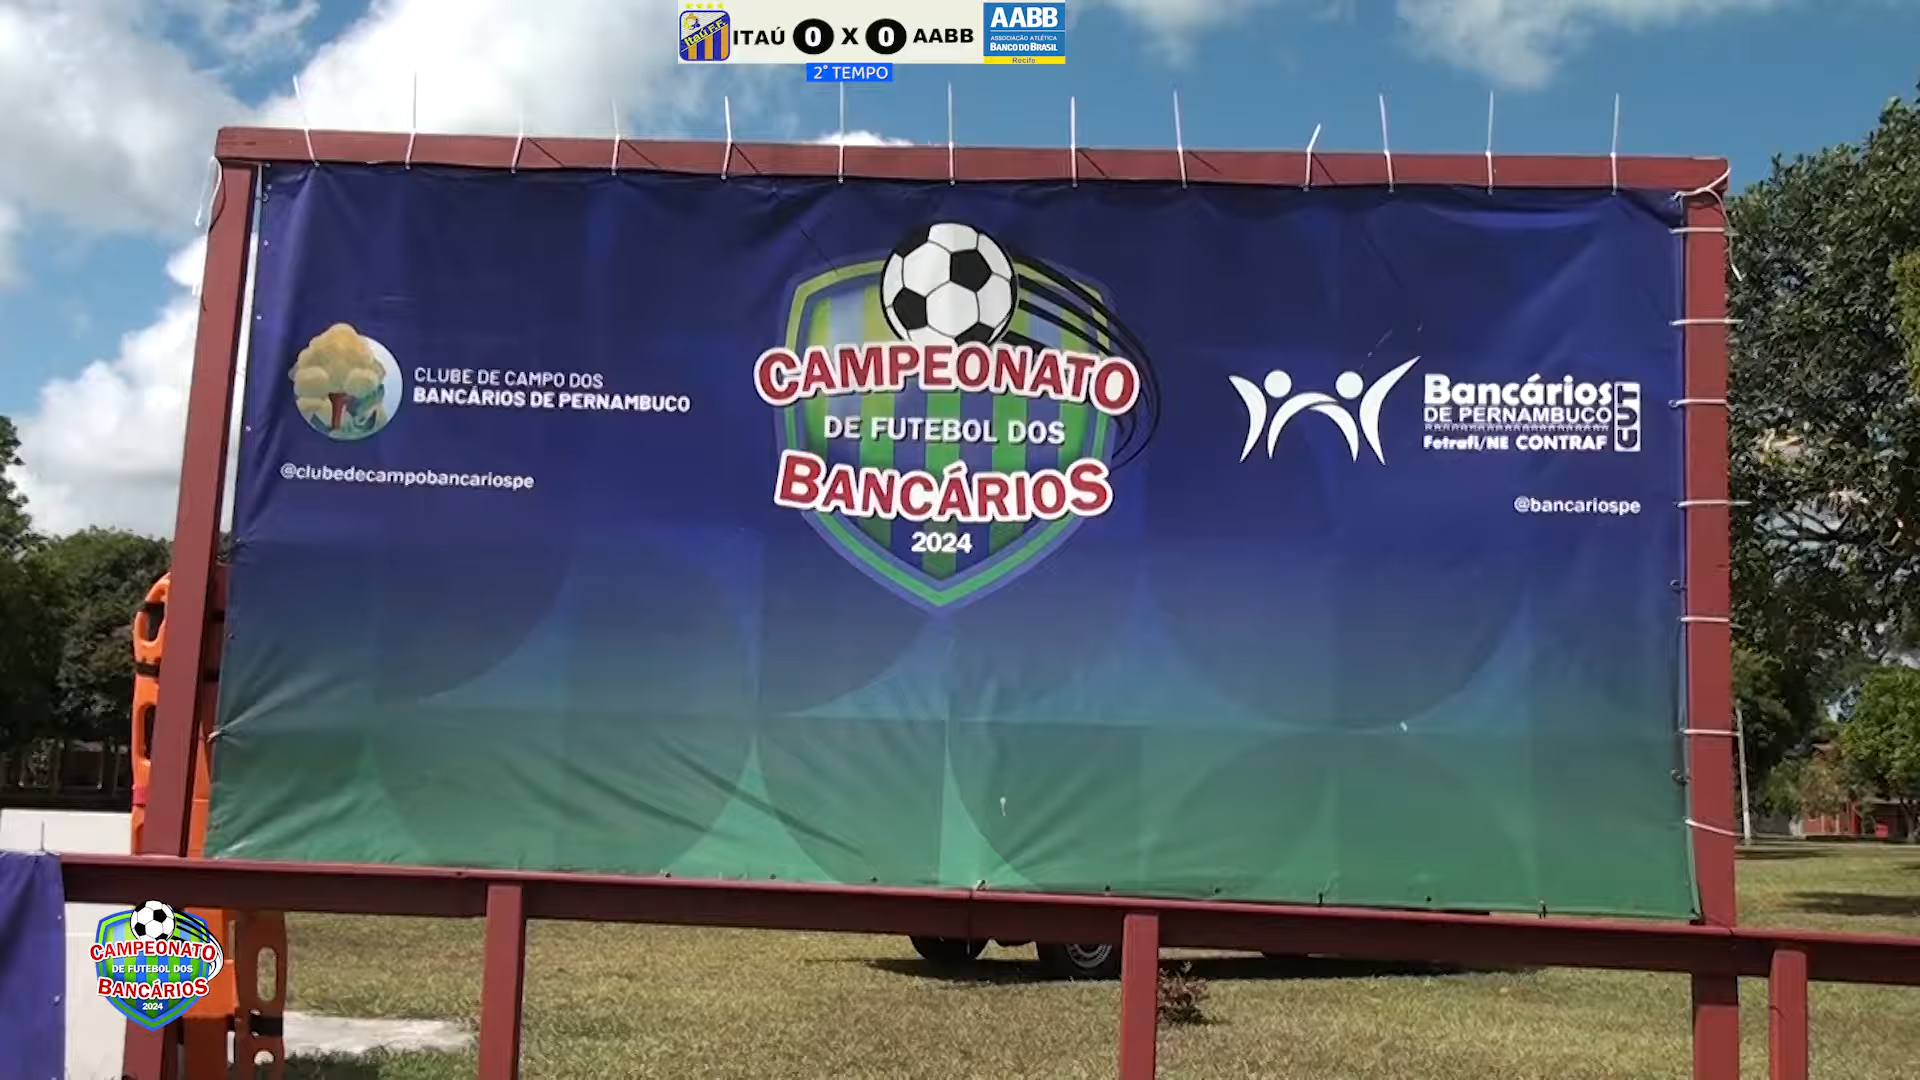 Itaú F.F.
ITAÚ 0 X 0 AABB
AABB
ASSOCIAÇÃO ATLÉTICA
BANCO DO BRASIL
Recife
2° TEMPO
CLUBE DE CAMPO DOS
BANCÁRIOS DE PERNAMBUCO
@clubedecampobancariospe
CAMPEONATO
DE FUTEBOL DOS
BANCÁRIOS
2024
Bancários
DE PERNAMBUCO
Fetrafi/NE CONTRAF
CUT
@bancariospe
CAMPEONATO
DE FUTEBOL DOS
BANCÁRIOS
2024